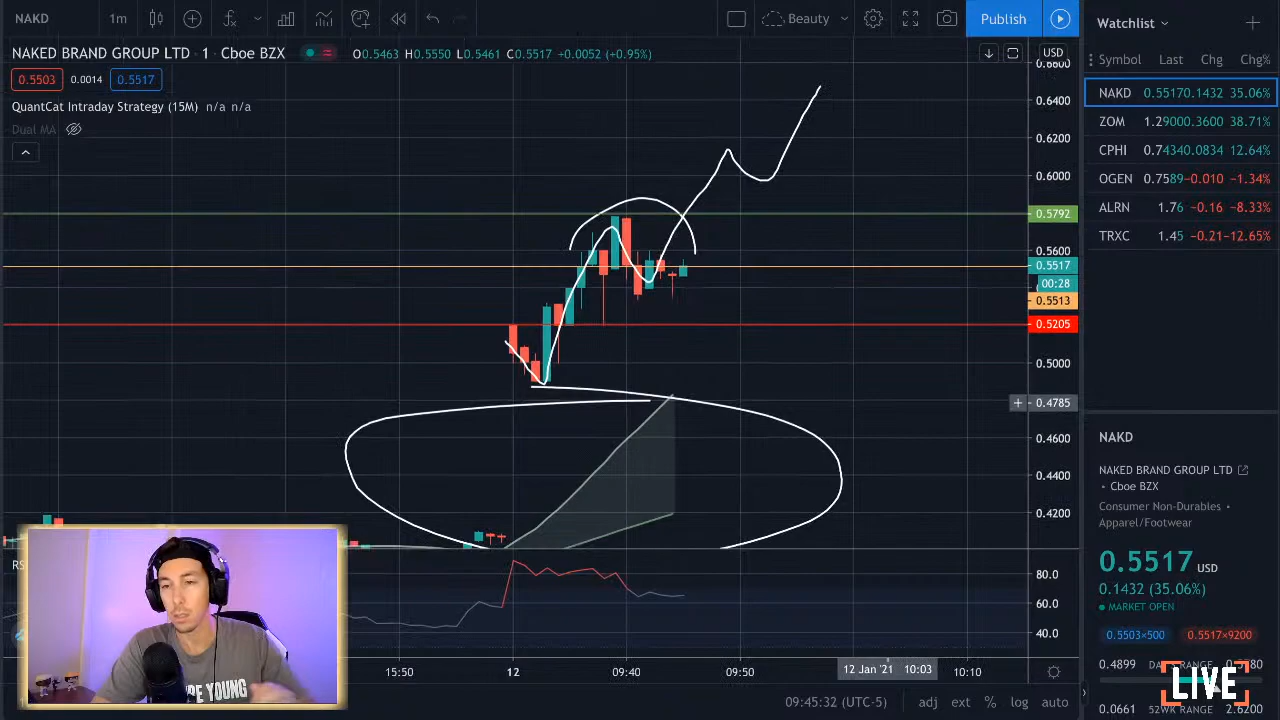 NAKD 1m Beauty Publish
NAKED BRAND GROUP LTD • 1 • Cboe BZX O0.5463 H0.5550 L0.5461 C0.5517 +0.0052 (+0.95%)
0.5503 0.0014 0.5517
QuantCat Intraday Strategy (15M) n/a n/a
Dual MA
USD
0.6600
0.6400
0.6200
0.6000
0.5792
0.5600
0.5517
00:28
0.5513
0.5205
0.5000
0.4785
0.4600
0.4400
0.4200
80.0
60.0
40.0
RS
15:50 12 09:40 09:50 12 Jan '21 10:03 10:10
09:45:32 (UTC-5) adj ext % log auto
Watchlist
Symbol Last Chg Chg%
NAKD 0.5517 0.1432 35.06%
ZOM 1.2900 0.3600 38.71%
CPHI 0.7434 0.0834 12.64%
OGEN 0.7589 −0.010 −1.34%
ALRN 1.76 −0.16 −8.33%
TRXC 1.45 −0.21 −12.65%
NAKD
NAKED BRAND GROUP LTD
• Cboe BZX
Consumer Non-Durables •
Apparel/Footwear
0.5517 USD
0.1432 (35.06%)
MARKET OPEN
0.5503×500 0.5517×9200
0.4899
0.0661 52WK RANGE 2.6200
LIVE
YOUNG